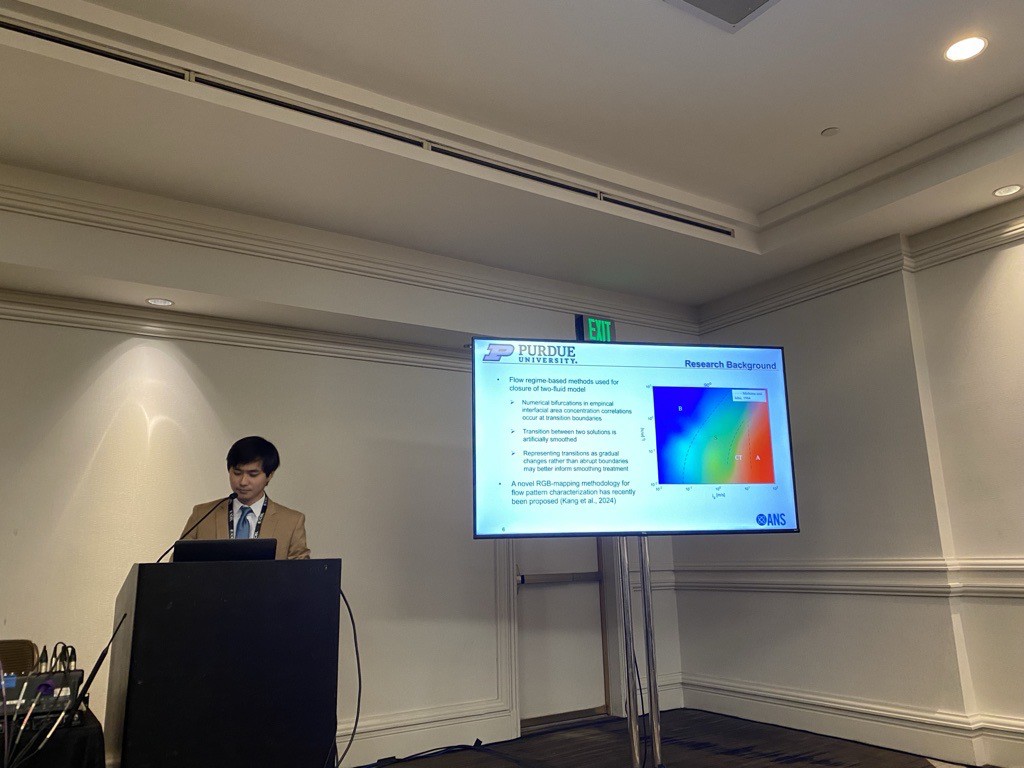 EXIT
PURDUE
UNIVERSITY.
Research Background
• Flow regime-based methods used for
closure of two-fluid model
➢ Numerical bifurcations in empirical
interfacial area concentration correlations
occur at transition boundaries
➢ Transition between two solutions is
artificially smoothed
➢ Representing transitions as gradual
changes rather than abrupt boundaries
may better inform smoothing treatment
• A novel RGB-mapping methodology for
flow pattern characterization has recently
been proposed (Kang et al., 2024)
B
CT A
6
ANS